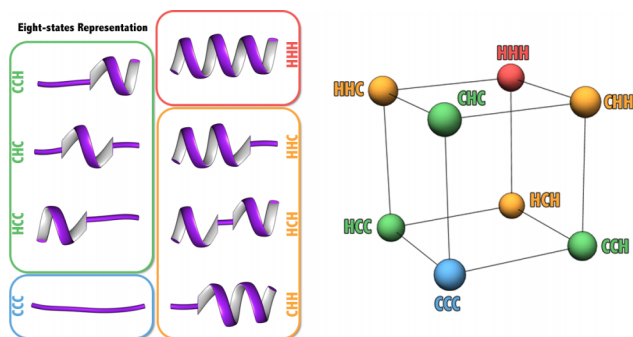 Eight-states Representation
CCH
CHC
HCC
CCC
HHH
HHC
HCH
CHH
HHH
HHC
CHC
CHH
HCH
HCC
CCH
CCC